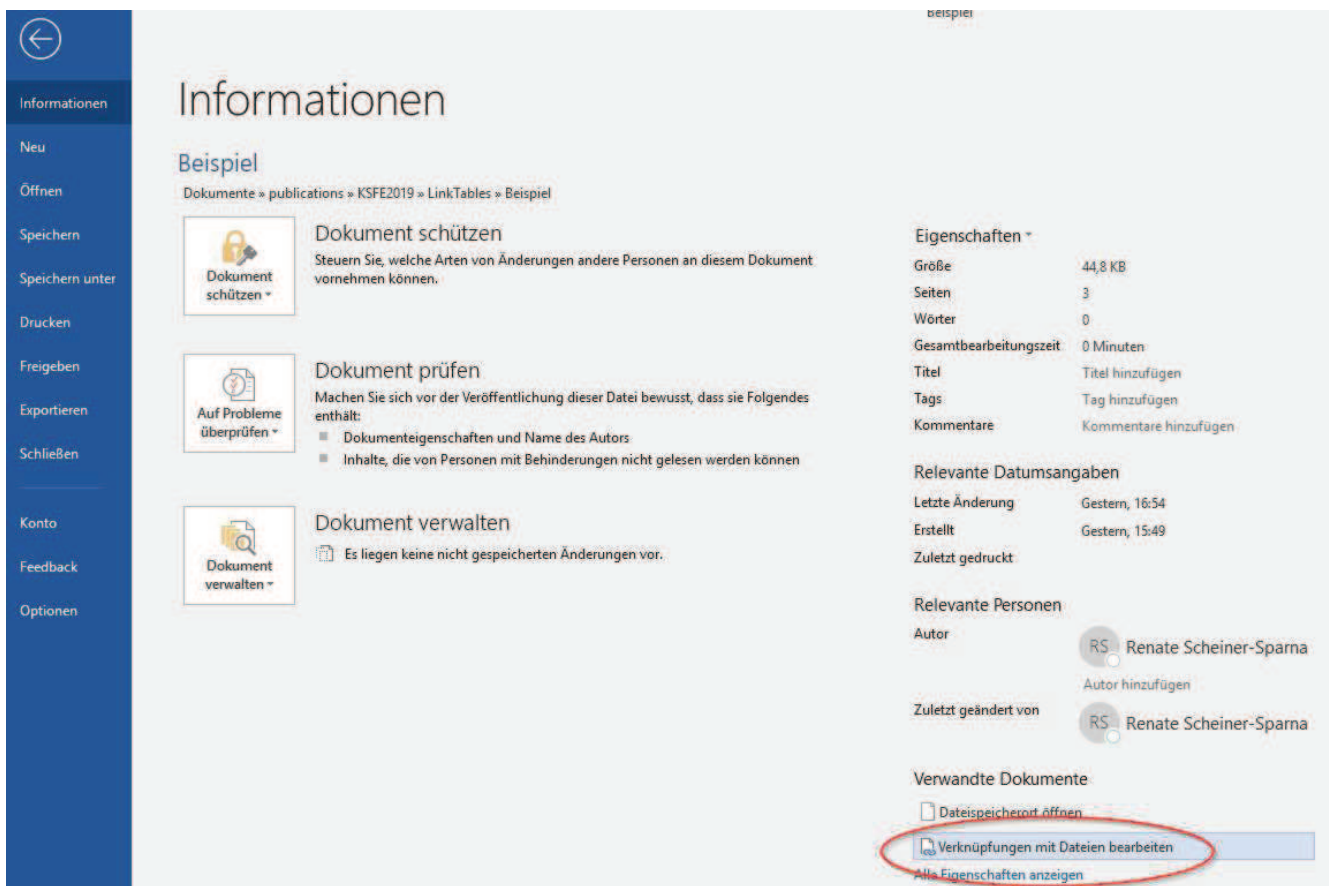 Beispiel
Informationen
Neu
Öffnen
Speichern
Speichern unter
Drucken
Freigeben
Exportieren
Schließen
Konto
Feedback
Optionen
Informationen
Beispiel
Dokumente » publications » KSFE2019 » LinkTables » Beispiel
Dokument schützen
Dokument schützen
Steuern Sie, welche Arten von Änderungen andere Personen an diesem Dokument
vornehmen können.
Auf Probleme überprüfen
Dokument prüfen
Machen Sie sich vor der Veröffentlichung dieser Datei bewusst, dass sie Folgendes
enthält:
Dokumenteigenschaften und Name des Autors
Inhalte, die von Personen mit Behinderungen nicht gelesen werden können
Dokument verwalten
Dokument verwalten
Es liegen keine nicht gespeicherten Änderungen vor.
Eigenschaften
Größe 44,8 KB
Seiten 3
Wörter 0
Gesamtbearbeitungszeit 0 Minuten
Titel Titel hinzufügen
Tags Tag hinzufügen
Kommentare Kommentare hinzufügen
Relevante Datumsangaben
Letzte Änderung Gestern, 16:54
Erstellt Gestern, 15:49
Zuletzt gedruckt
Relevante Personen
Autor RS Renate Scheiner-Sparna
Autor hinzufügen
Zuletzt geändert von RS Renate Scheiner-Sparna
Verwandte Dokumente
Dateispeicherort öffnen
Verknüpfungen mit Dateien bearbeiten
Alle Eigenschaften anzeigen